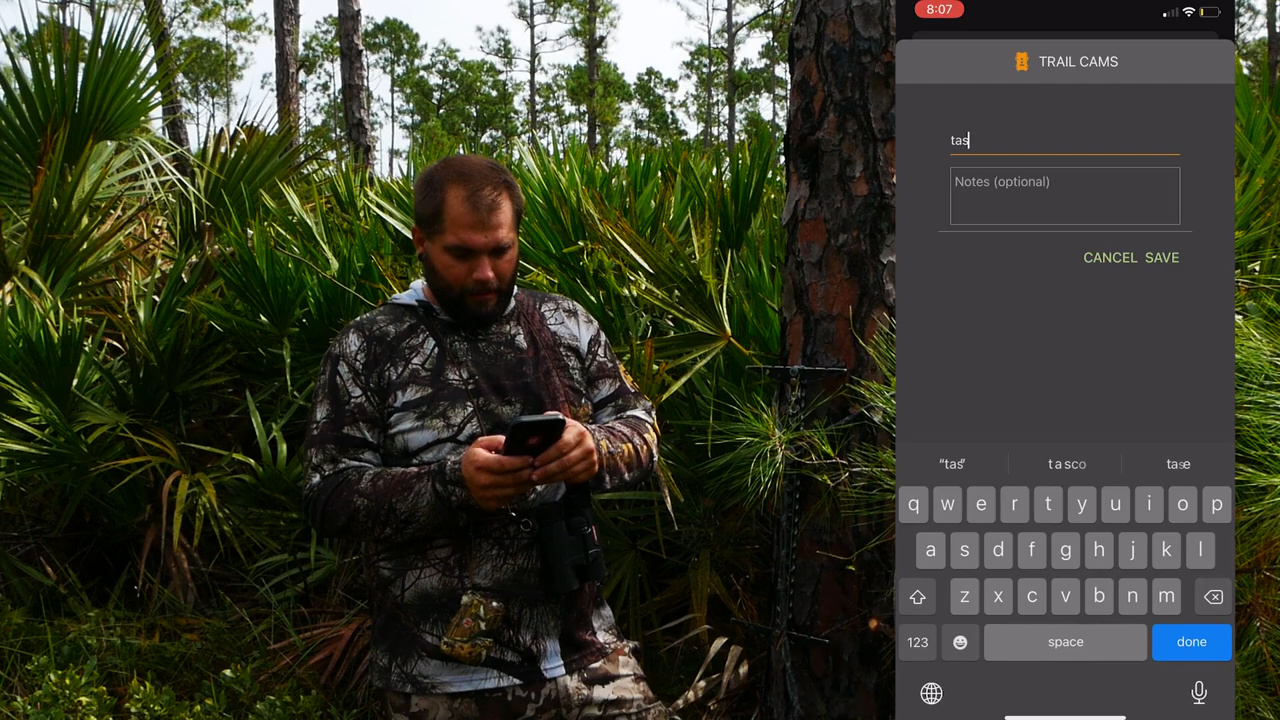 8:07
TRAIL CAMS
tas
Notes (optional)
CANCEL SAVE
“tas” tasco tase
q w e r t y u i o p
a s d f g h j k l
z x c v b n m
123 space done